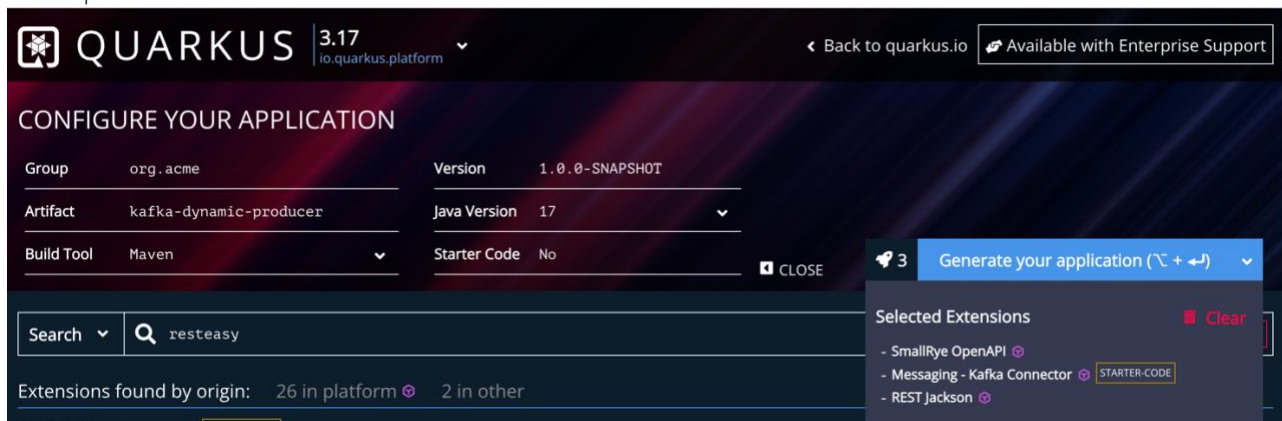 QUARKUS 3.17 io.quarkus.platform Back to quarkus.io Available with Enterprise Support
CONFIGURE YOUR APPLICATION
Group org.acme Version 1.0.0-SNAPSHOT
Artifact kafka-dynamic-producer Java Version 17
Build Tool Maven Starter Code No CLOSE
3 Generate your application (⌥ + ↵)
Search resteasy
Selected Extensions Clear
- SmallRye OpenAPI
- Messaging - Kafka Connector STARTER-CODE
- REST Jackson
Extensions found by origin: 26 in platform 2 in other